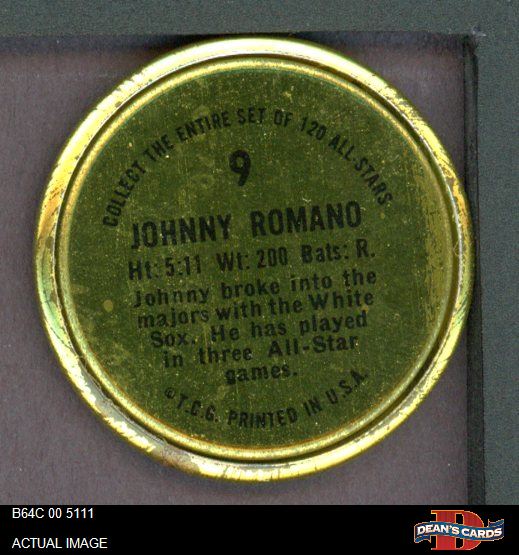 COLLECT THE ENTIRE SET OF 120 ALL-STARS
9
JOHNNY ROMANO
Ht: 5:11 Wt: 200 Bats: R.
Johnny broke into the
majors with the White
Sox. He has played
in three All-Star
games.
©T.C.G. PRINTED IN U.S.A.
B64C 00 5111
ACTUAL IMAGE
DEAN'S CARDS